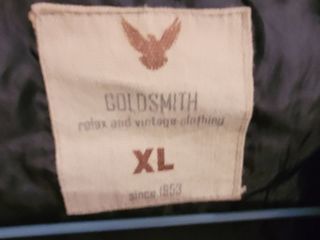 GOLDSMITH
relax and vintage clothing
XL
since 1953